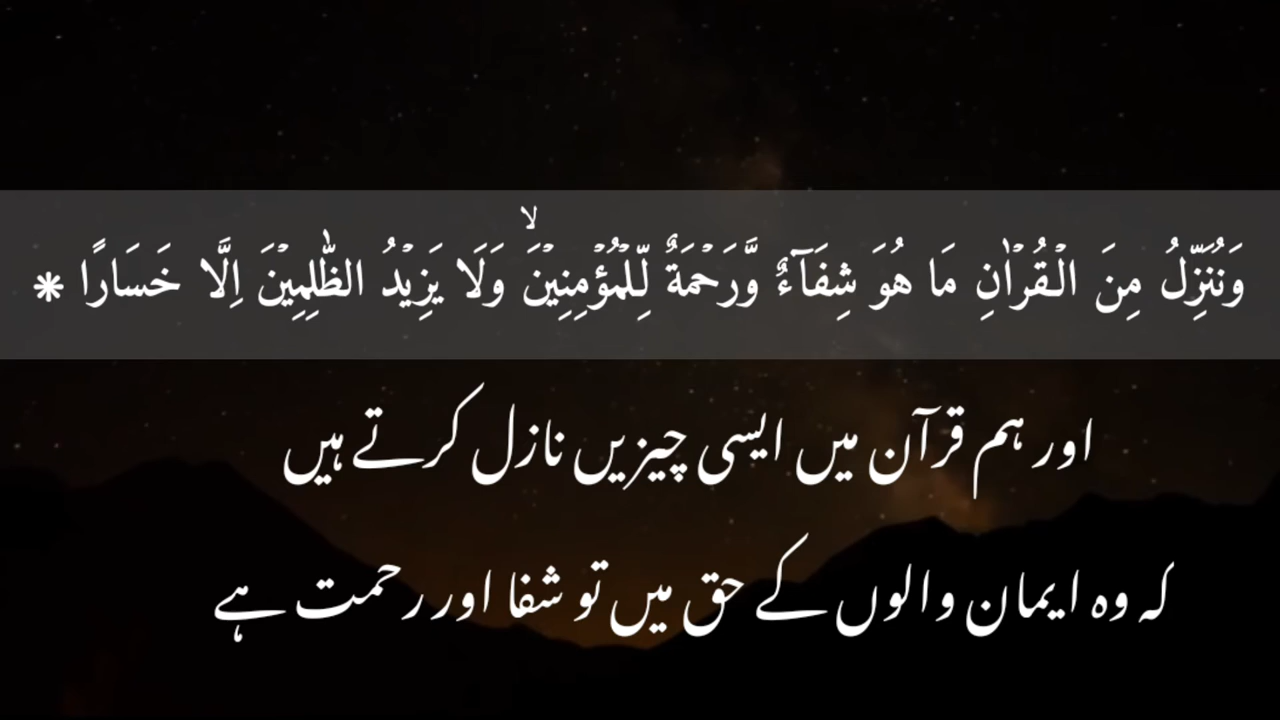 وَنُنَزِّلُ مِنَ الۡقُرۡاٰنِ مَا هُوَ شِفَآءٌ وَّرَحۡمَةٌ لِّلۡمُؤۡمِنِيۡنَۙ وَلَا يَزِيۡدُ الظّٰلِمِيۡنَ اِلَّا خَسَارًا *
اور ہم قرآن میں ایسی چیزیں نازل کرتے ہیں
کہ وہ ایمان والوں کے حق میں تو شفا اور رحمت ہے